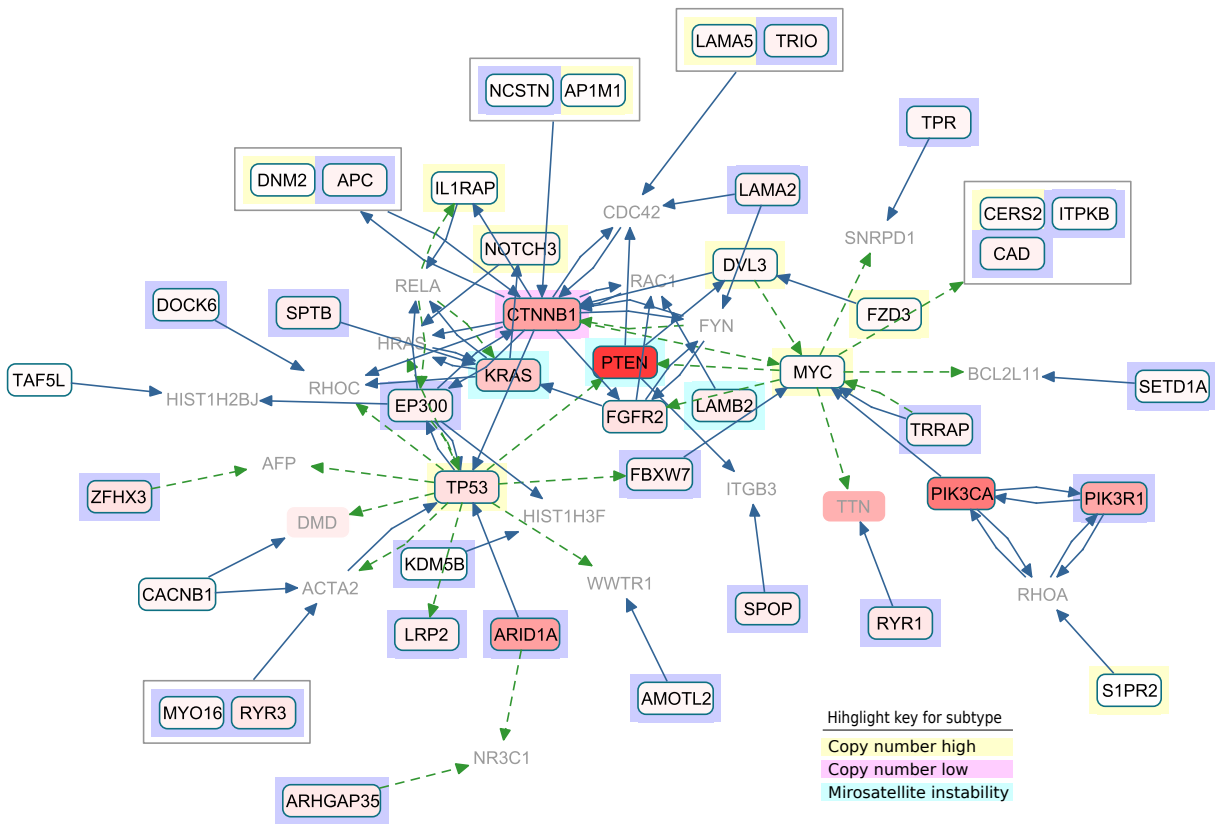 LAMA5 TRIO
NCSTN AP1M1
TPR
DNM2 APC
IL1RAP
LAMA2
CDC42
CERS2 ITPKB
CAD
SNRPD1
NOTCH3
DVL3
RELA
RAC1
DOCK6
SPTB
CTNNB1
FYN
FZD3
HRAS
PTEN
MYC
BCL2L11
TAF5L
RHOC
KRAS
SETD1A
HIST1H2BJ
EP300
FGFR2
LAMB2
TRRAP
AFP
ZFHX3
TP53
FBXW7
ITGB3
PIK3CA
PIK3R1
TTN
DMD
HIST1H3F
KDM5B
CACNB1
ACTA2
WWTR1
RHOA
SPOP
RYR1
LRP2
ARID1A
S1PR2
MYO16 RYR3
AMOTL2
Hihglight key for subtype
Copy number high
Copy number low
Mirosatellite instability
NR3C1
ARHGAP35